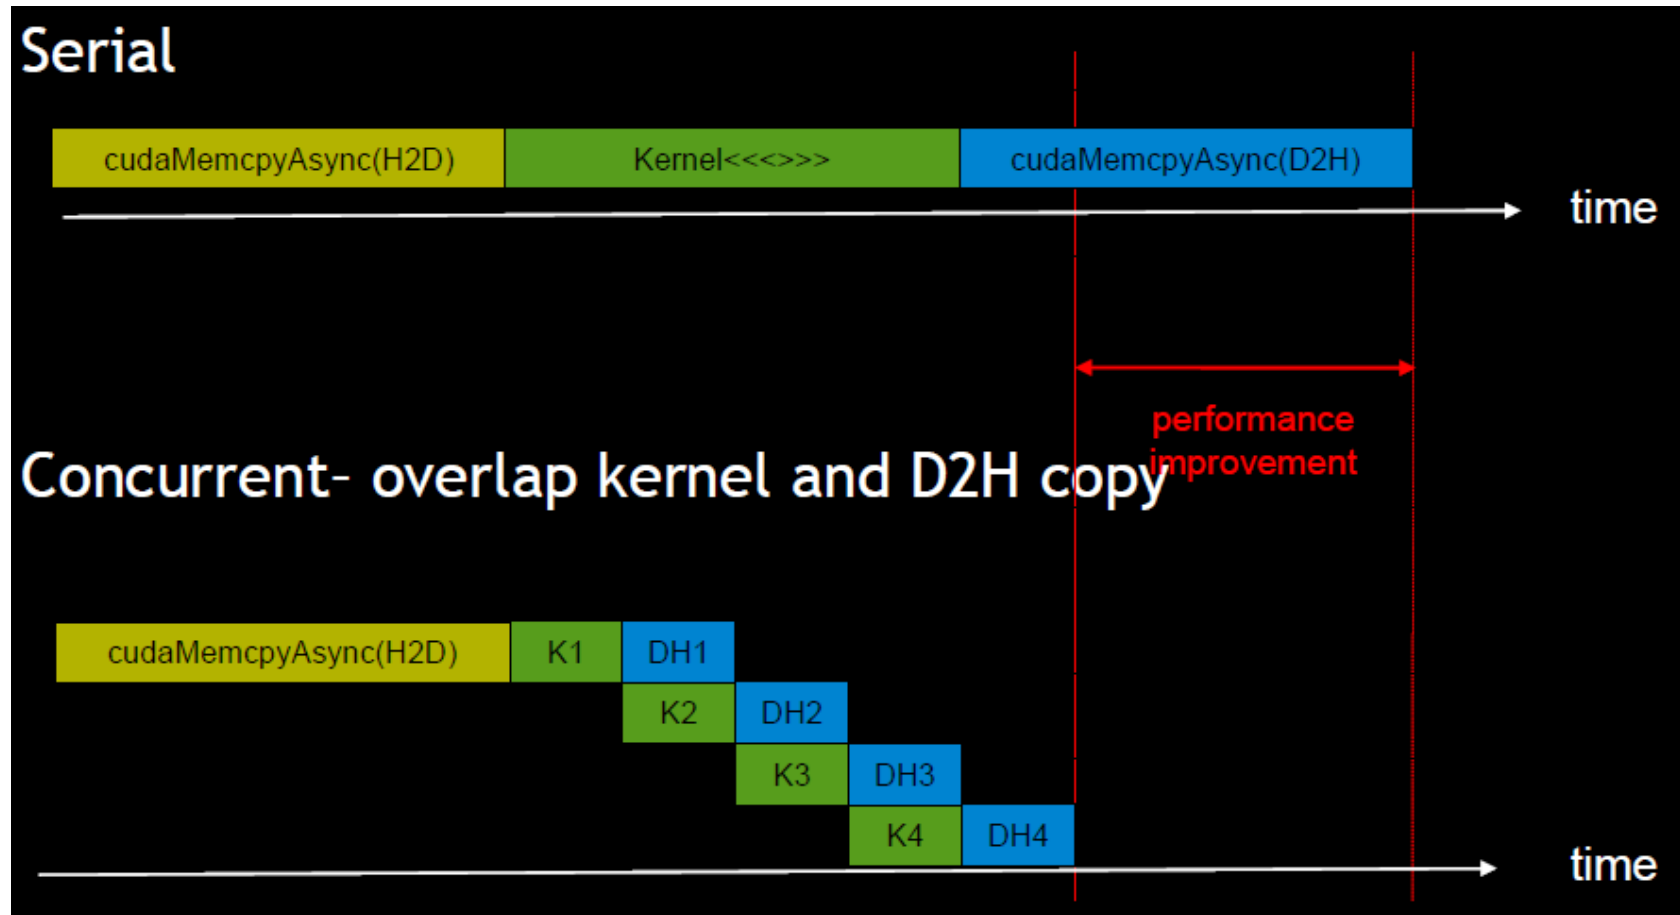 Serial
cudaMemcpyAsync(H2D) Kernel<<<>>> cudaMemcpyAsync(D2H)
time
performance
improvement
Concurrent– overlap kernel and D2H copy
cudaMemcpyAsync(H2D) K1 DH1
K2 DH2
K3 DH3
K4 DH4
time